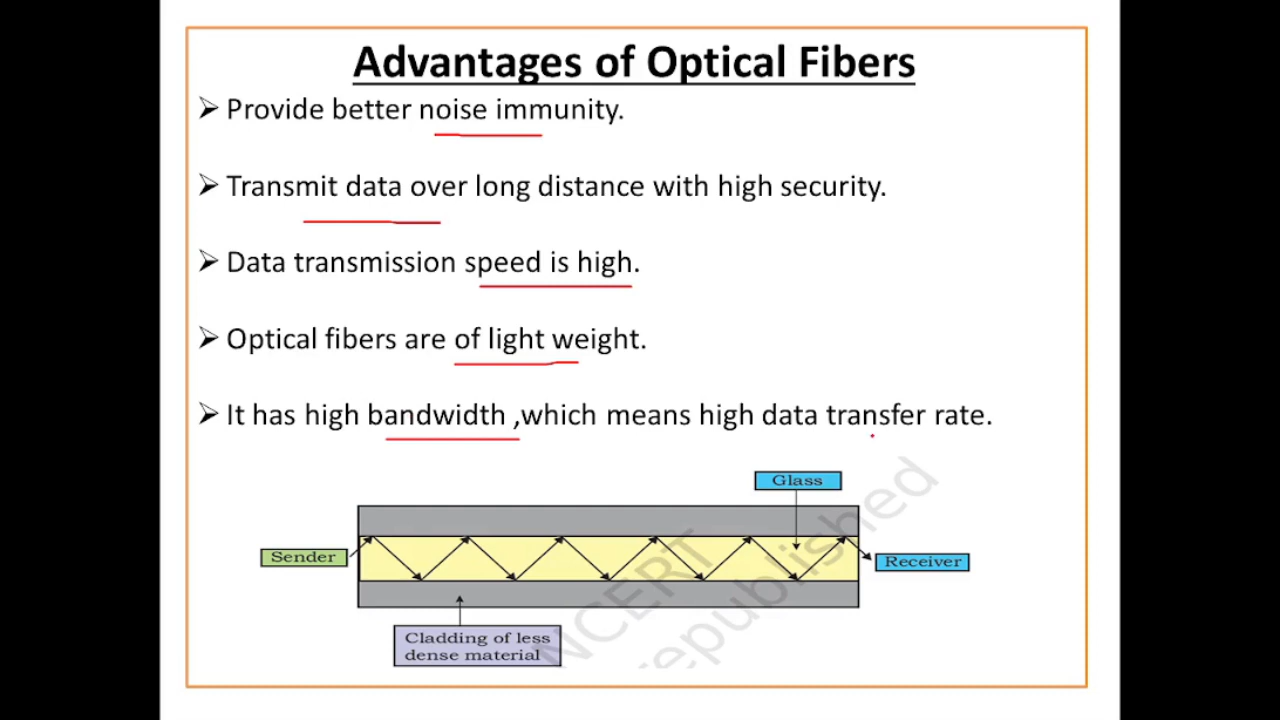 Advantages of Optical Fibers
➢ Provide better noise immunity.
➢ Transmit data over long distance with high security.
➢ Data transmission speed is high.
➢ Optical fibers are of light weight.
➢ It has high bandwidth ,which means high data transfer rate.
Glass
Sender
Receiver
Cladding of less
dense material
NCERT
republished